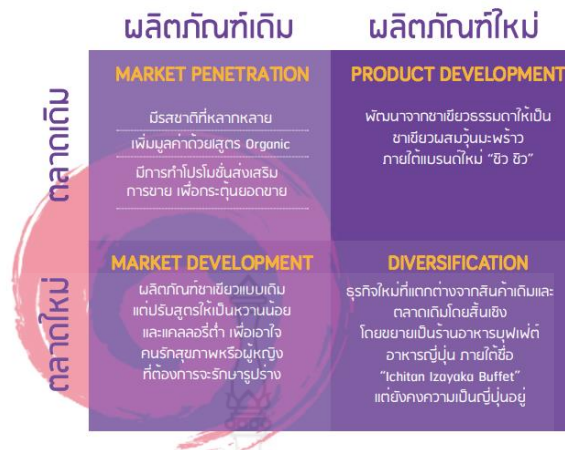 ผลิตภัณฑ์เดิม
ผลิตภัณฑ์ใหม่
ตลาดเดิม
MARKET PENETRATION
มีรสชาติที่หลากหลาย
เพิ่มมูลค่าด้วยสูตร Organic
มีการทำโปรโมชั่นส่งเสริม
การขาย เพื่อกระตุ้นยอดขาย
PRODUCT DEVELOPMENT
พัฒนาจากชาเขียวธรรมดาให้เป็น
ชาเขียวผสมวุ้นมะพร้าว
ภายใต้แบรนด์ใหม่ "ชิว ชิว"
ตลาดใหม่
MARKET DEVELOPMENT
ผลิตภัณฑ์ชาเขียวแบบเดิม
แต่ปรับสูตรให้เป็นหวานน้อย
และแคลลอรี่ต่ำ เพื่อเอาใจ
คนรักสุขภาพหรือผู้หญิง
ที่ต้องการจะรักษารูปร่าง
DIVERSIFICATION
ธุรกิจใหม่ที่แตกต่างจากสินค้าเดิมและ
ตลาดเดิมโดยสิ้นเชิง
โดยขยายเป็นร้านอาหารบุฟเฟ่ต์
อาหารญี่ปุ่น ภายใต้ชื่อ
"Ichitan Izayaka Buffet"
แต่ยังคงความเป็นญี่ปุ่นอยู่